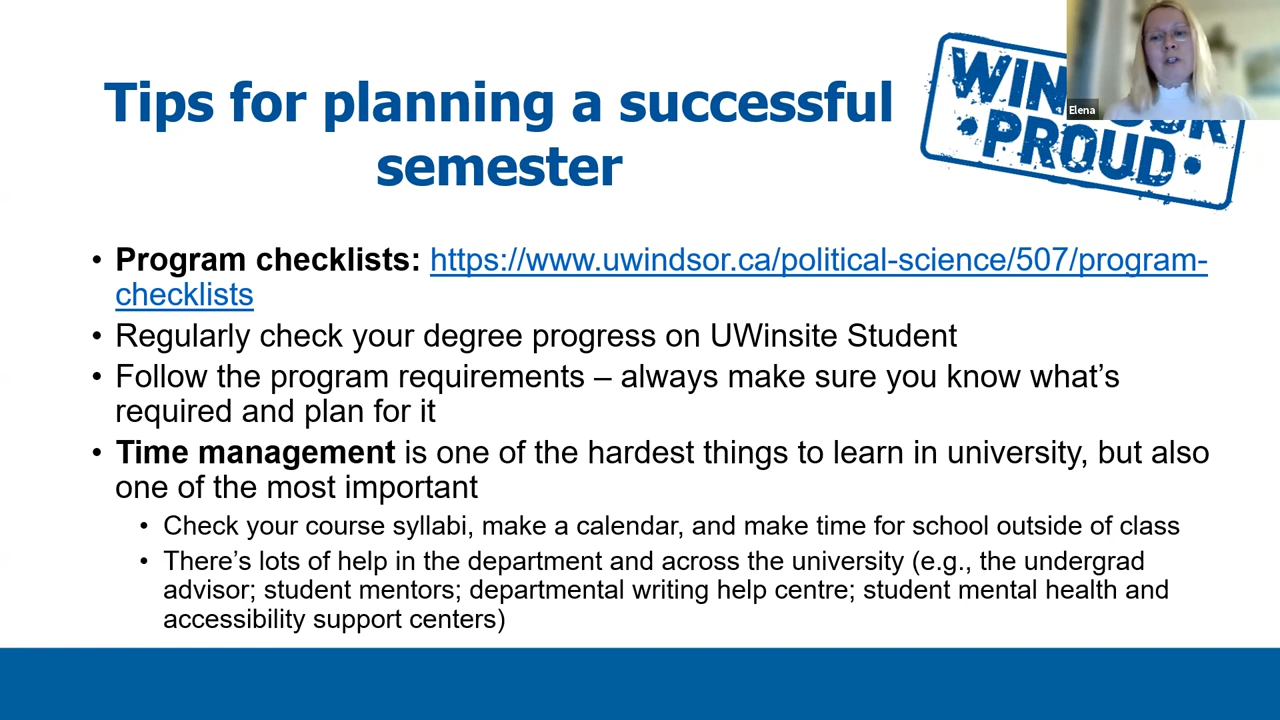 Tips for planning a successful
semester
WIN
PROUD
Elena
• Program checklists: https://www.uwindsor.ca/political-science/507/program-
checklists
• Regularly check your degree progress on UWinsite Student
• Follow the program requirements – always make sure you know what's
required and plan for it
• Time management is one of the hardest things to learn in university, but also
one of the most important
• Check your course syllabi, make a calendar, and make time for school outside of class
• There's lots of help in the department and across the university (e.g., the undergrad
advisor; student mentors; departmental writing help centre; student mental health and
accessibility support centers)